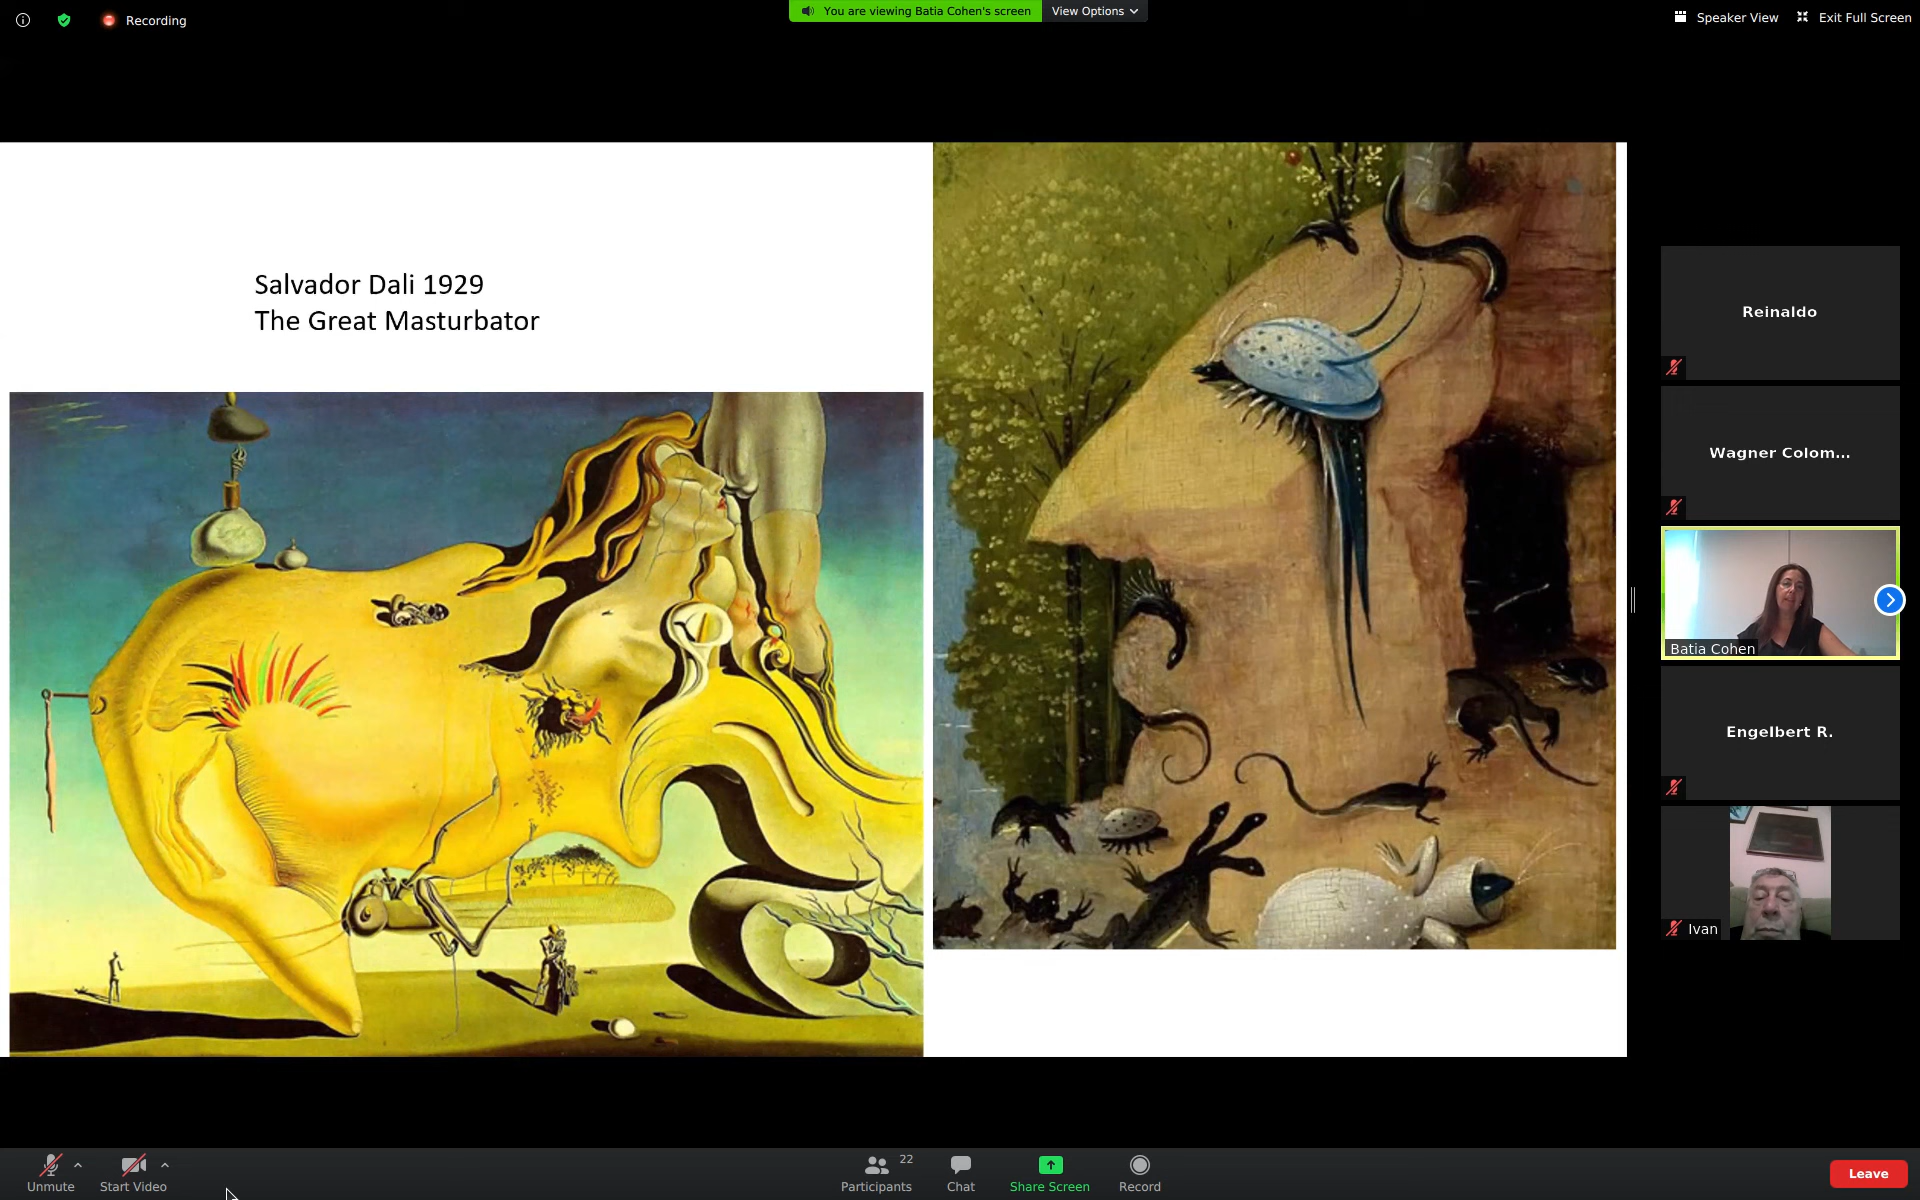 Recording
You are viewing Batia Cohen's screen
View Options
Speaker View
Exit Full Screen
Salvador Dali 1929
The Great Masturbator
Reinaldo
Wagner Colom...
Batia Cohen
Engelbert R.
Ivan
Unmute
Start Video
Participants
22
Chat
Share Screen
Record
Leave